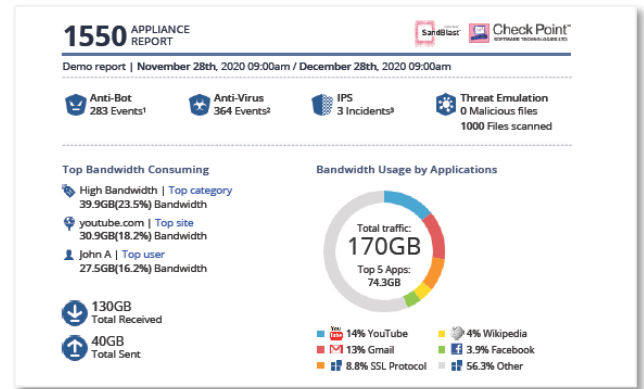 1550 APPLIANCE REPORT
SandBlast
Check Point
SOFTWARE TECHNOLOGIES LTD.
Demo report | November 28th, 2020 09:00am / December 28th, 2020 09:00am
Anti-Bot
283 Events¹
Anti-Virus
364 Events²
IPS
3 Incidents³
Threat Emulation
0 Malicious files
1000 Files scanned
Top Bandwidth Consuming
High Bandwidth | Top category
39.9GB(23.5%) Bandwidth
youtube.com | Top site
30.9GB(18.2%) Bandwidth
John A | Top user
27.5GB(16.2%) Bandwidth
130GB
Total Received
40GB
Total Sent
Bandwidth Usage by Applications
Total traffic:
170GB
Top 5 Apps:
74.3GB
You Tube 14% YouTube
13% Gmail
8.8% SSL Protocol
4% Wikipedia
3.9% Facebook
56.3% Other